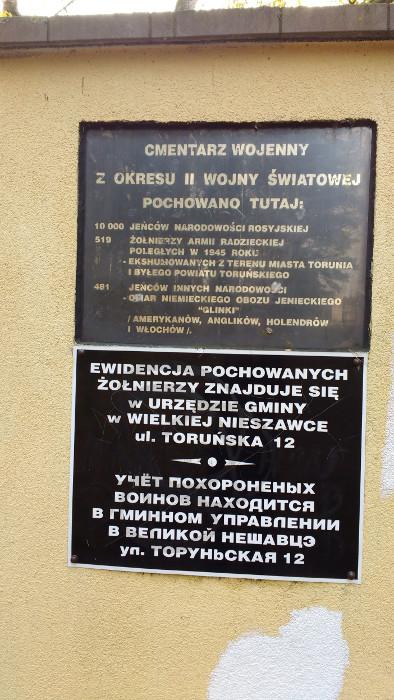 CMENTARZ WOJENNY
Z OKRESU II WOJNY ŚWIATOWEJ
POCHOWANO TUTAJ:
10 000 JEŃCÓW NARODOWOŚCI ROSYJSKIEJ
519 ŻOŁNIERZY ARMII RADZIECKIEJ
POLEGŁYCH W 1945 ROKU
- EKSHUMOWANYCH Z TERENU MIASTA TORUNIA
I BYŁEGO POWIATU TORUŃSKIEGO
481 JEŃCÓW INNYCH NARODOWOŚCI
- OFIAR NIEMIECKIEGO OBOZU JENIECKIEGO
"GLINKI"
/ AMERYKANÓW, ANGLIKÓW, HOLENDRÓW
I WŁOCHÓW /.
EWIDENCJA POCHOWANYCH
ŻOŁNIERZY ZNAJDUJE SIĘ
w URZĘDZIE GMINY
w WIELKIEJ NIESZAWCE
ul. TORUŃSKA 12
УЧЁТ ПОХОРОНЕНЫХ
ВОИНОВ НАХОДИТСЯ
В ГМИННОМ УПРАВЛЕНИИ
В ВЕЛИКОЙ НЕШАВЦЭ
ул. ТОРУНЬСКАЯ 12